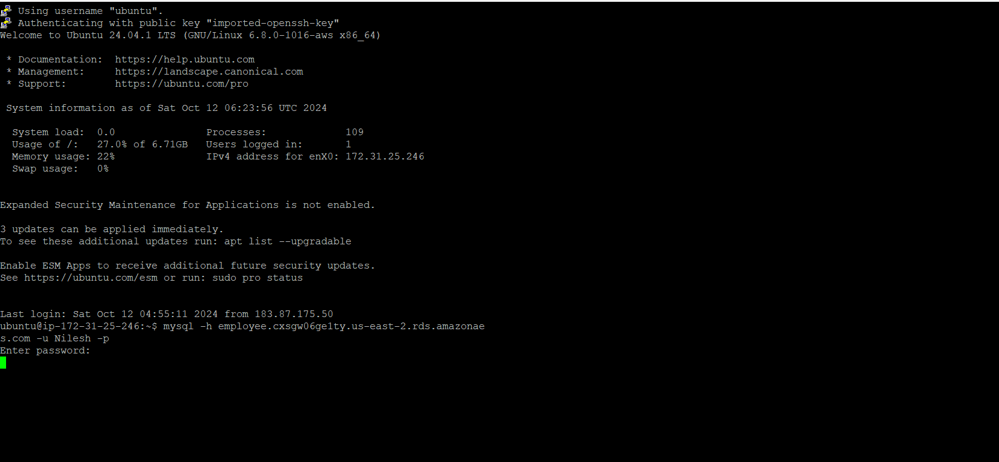 Using username "ubuntu".
Authenticating with public key "imported-openssh-key"
Welcome to Ubuntu 24.04.1 LTS (GNU/Linux 6.8.0-1016-aws x86_64)
* Documentation:  https://help.ubuntu.com
* Management:     https://landscape.canonical.com
* Support:        https://ubuntu.com/pro
System information as of Sat Oct 12 06:23:56 UTC 2024
System load:  0.0               Processes:             109
Usage of /:   27.0% of 6.71GB   Users logged in:       1
Memory usage: 22%               IPv4 address for enX0: 172.31.25.246
Swap usage:   0%
Expanded Security Maintenance for Applications is not enabled.
3 updates can be applied immediately.
To see these additional updates run: apt list --upgradable
Enable ESM Apps to receive additional future security updates.
See https://ubuntu.com/esm or run: sudo pro status
Last login: Sat Oct 12 04:55:11 2024 from 183.87.175.50
ubuntu@ip-172-31-25-246:~$ mysql -h employee.cxsgw06ge1ty.us-east-2.rds.amazonae
s.com -u Nilesh -p
Enter password: